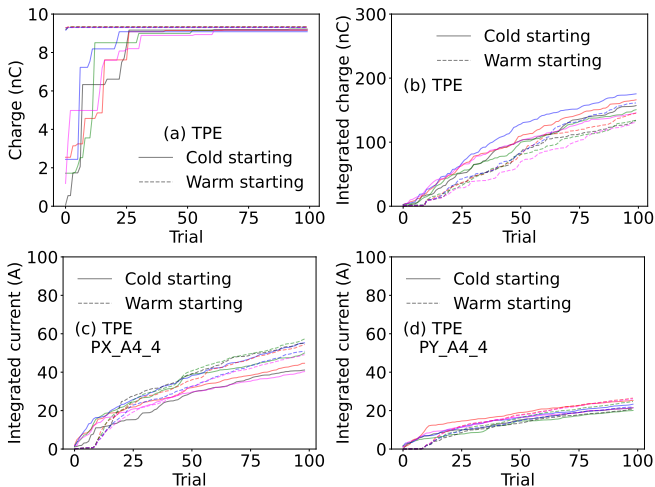 10
8
6
4
2
0
Charge (nC)
(a) TPE
Cold starting
Warm starting
0
25
50
75
100
Trial
300
200
100
0
Integrated charge (nC)
Cold starting
Warm starting
(b) TPE
0
25
50
75
100
Trial
100
80
60
40
20
0
Integrated current (A)
Cold starting
Warm starting
(c) TPE
PX_A4_4
0
25
50
75
100
Trial
100
80
60
40
20
0
Integrated current (A)
Cold starting
Warm starting
(d) TPE
PY_A4_4
0
25
50
75
100
Trial